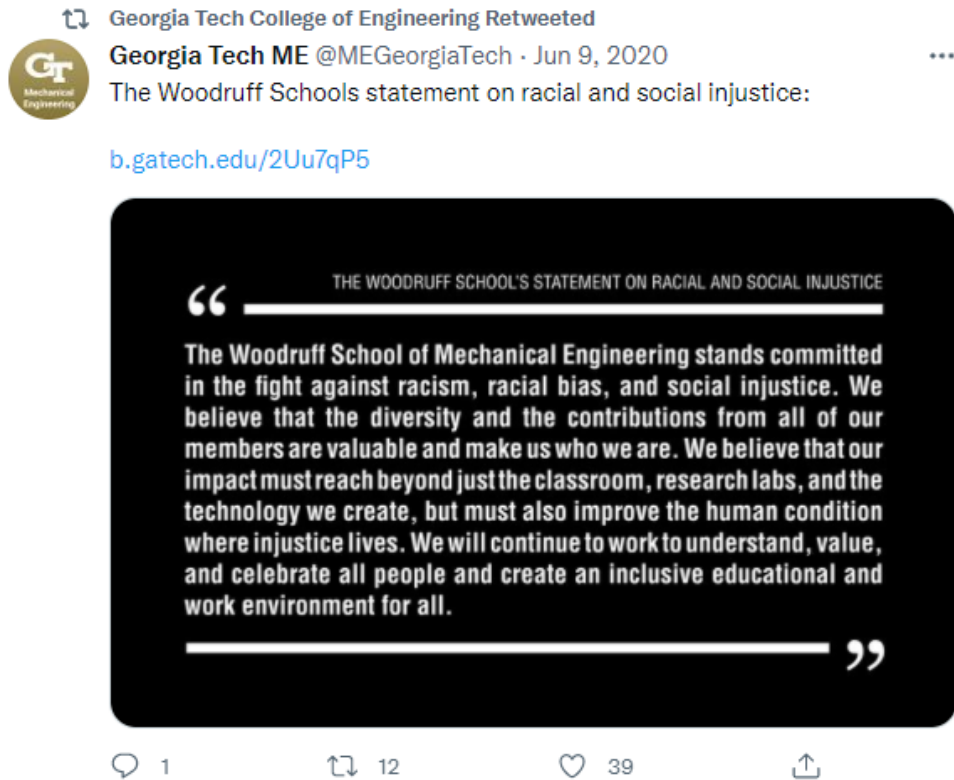 Georgia Tech College of Engineering Retweeted
Georgia Tech ME @MEGeorgiaTech · Jun 9, 2020
GT
Mechanical
Engineering
The Woodruff Schools statement on racial and social injustice:
b.gatech.edu/2Uu7qP5
THE WOODRUFF SCHOOL'S STATEMENT ON RACIAL AND SOCIAL INJUSTICE
“
The Woodruff School of Mechanical Engineering stands committed
in the fight against racism, racial bias, and social injustice. We
believe that the diversity and the contributions from all of our
members are valuable and make us who we are. We believe that our
impact must reach beyond just the classroom, research labs, and the
technology we create, but must also improve the human condition
where injustice lives. We will continue to work to understand, value,
and celebrate all people and create an inclusive educational and
work environment for all.
”
1 12 39